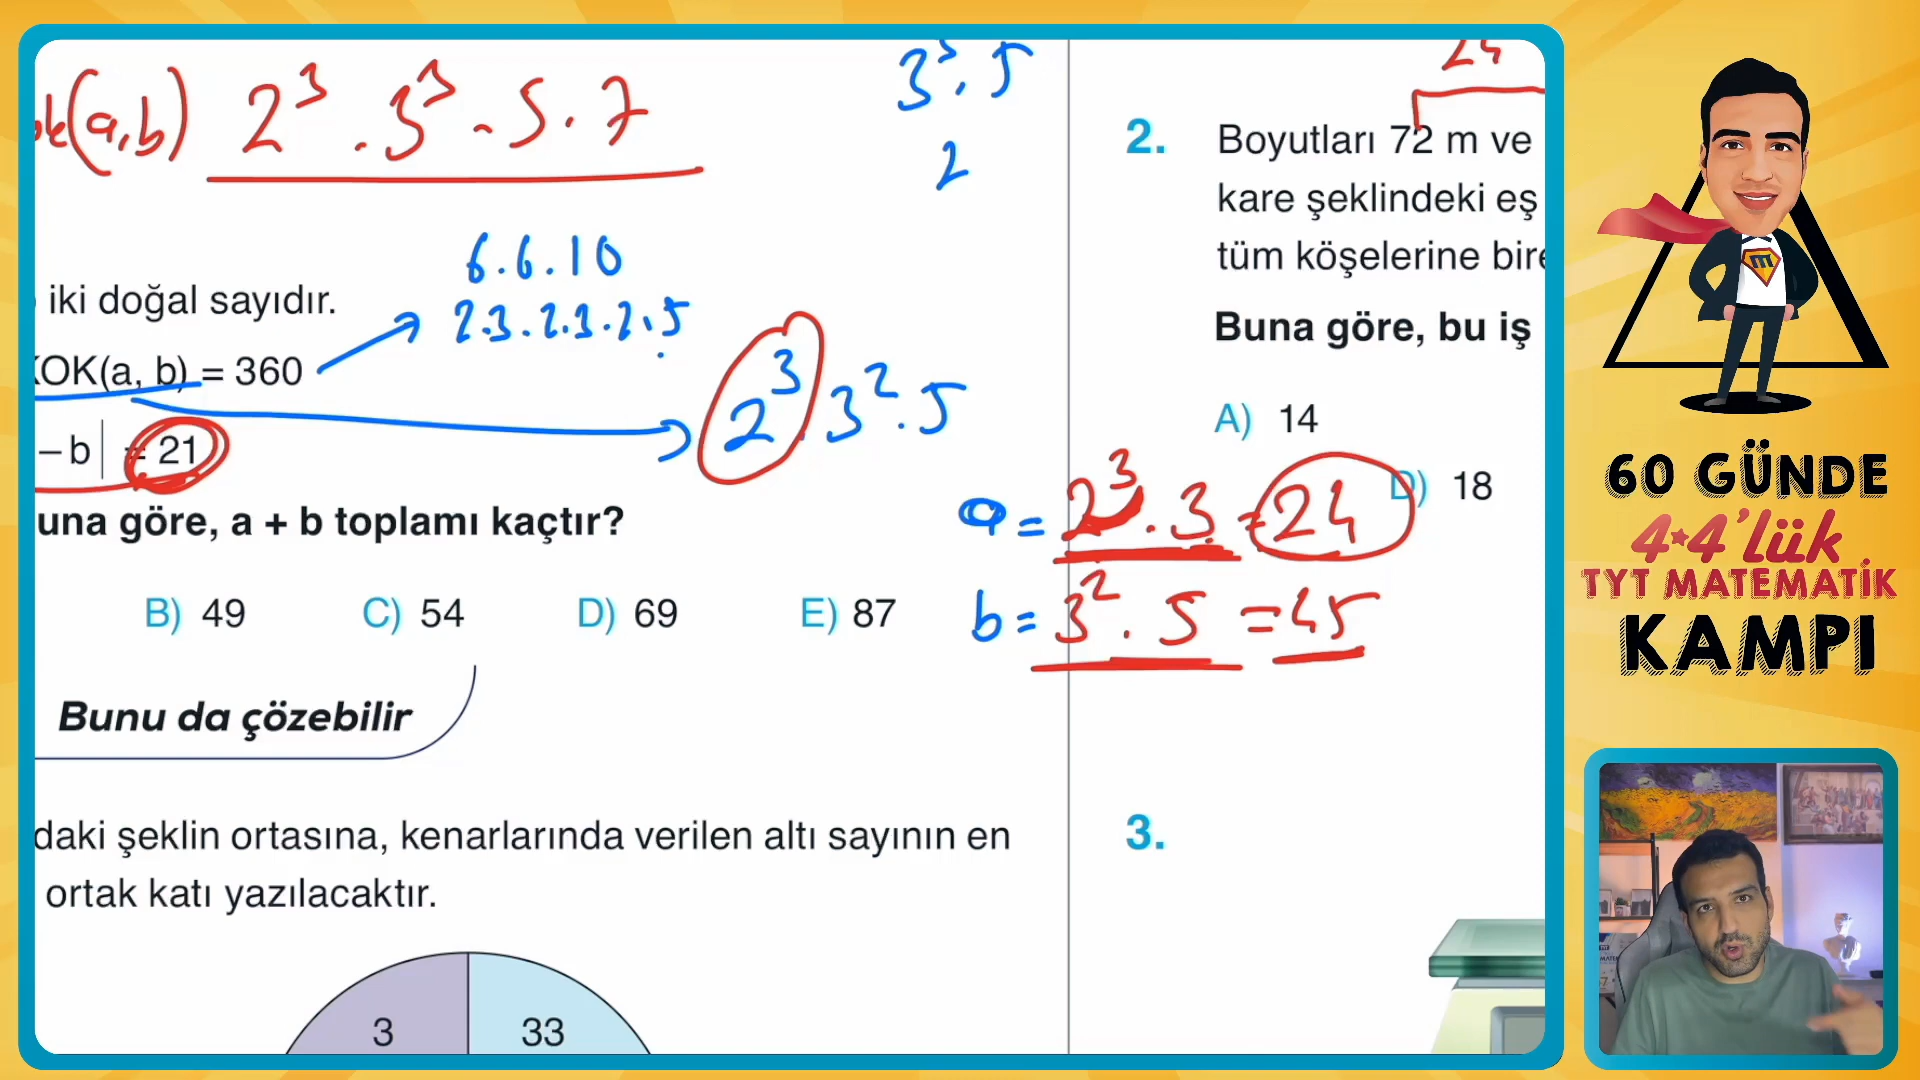 (a,b) 2³ . 3³ . 5 . 7
3³ . 5
2
6.6.10
2.3.2.3.2.5
iki doğal sayıdır.
KOK(a, b) = 360
2³ . 3² . 5
– b| = 21
una göre, a + b toplamı kaçtır?
B) 49 C) 54 D) 69 E) 87
a = 2³ . 3 = 24
b = 3² . 5 = 45
Bunu da çözebilir
daki şeklin ortasına, kenarlarında verilen altı sayının en
ortak katı yazılacaktır.
3 33
24
2. Boyutları 72 m ve
kare şeklindeki eş
tüm köşelerine bire
Buna göre, bu iş
A) 14
D) 18
3.
m
60 GÜNDE
4★4'lük
TYT MATEMATİK
KAMPI